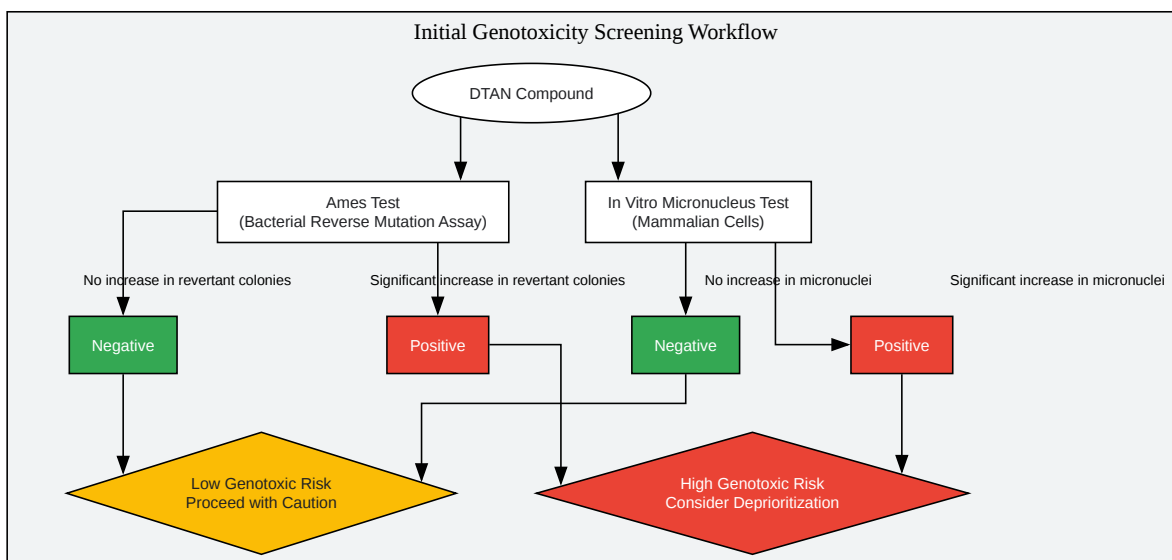 Initial Genotoxicity Screening Workflow
DTAN Compound
Ames Test
(Bacterial Reverse Mutation Assay)
In Vitro Micronucleus Test
(Mammalian Cells)
No increase in revertant colonies
Significant increase in revertant colonies
No increase in micronuclei
Significant increase in micronuclei
Negative
Positive
Negative
Positive
Low Genotoxic Risk
Proceed with Caution
High Genotoxic Risk
Consider Deprioritization